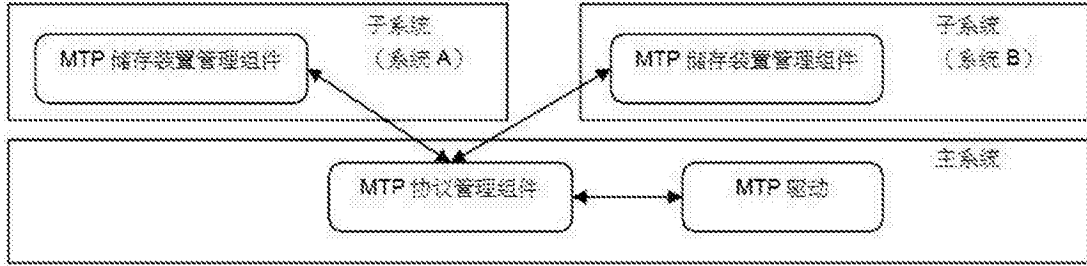 子系统
（系统 A）
MTP 储存装置管理组件
子系统
（系统 B）
MTP 储存装置管理组件
主系统
MTP 协议管理组件
MTP 驱动